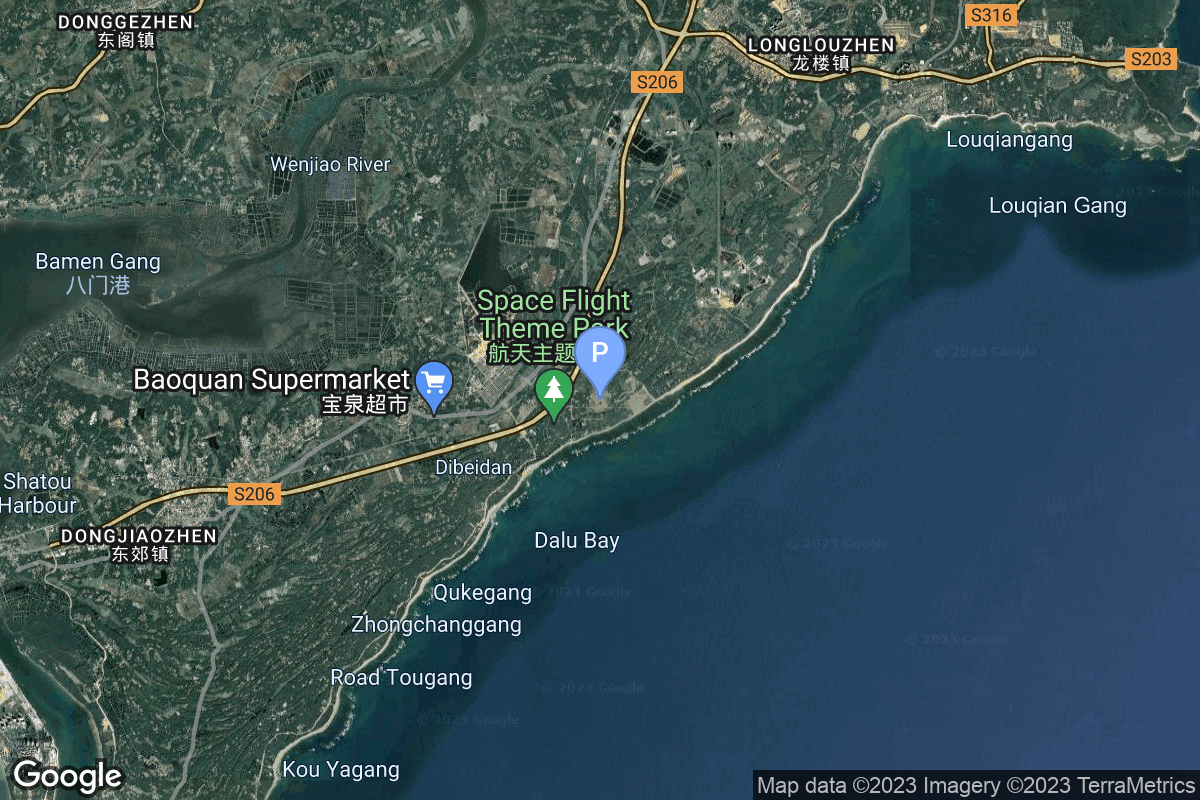 DONGGEZHEN
东阁镇
S316
LONGLOUZHEN
龙楼镇
S203
S206
Louqiangang
Wenjiao River
© 2023 Google
Louqian Gang
Bamen Gang
八门港
Space Flight
Theme Park
航天主题
P
© 2023 Google
Baoquan Supermarket
宝泉超市
Dibeidan
Shatou
Harbour
S206
DONGJIAOZHEN
东郊镇
Dalu Bay
© 2023 Google
Qukegang
© 2023 Google
Zhongchanggang
© 2023 Google
Road Tougang
© 2023 Google
© 2023 Google
Kou Yagang
Google
Map data ©2023 Imagery ©2023 TerraMetrics